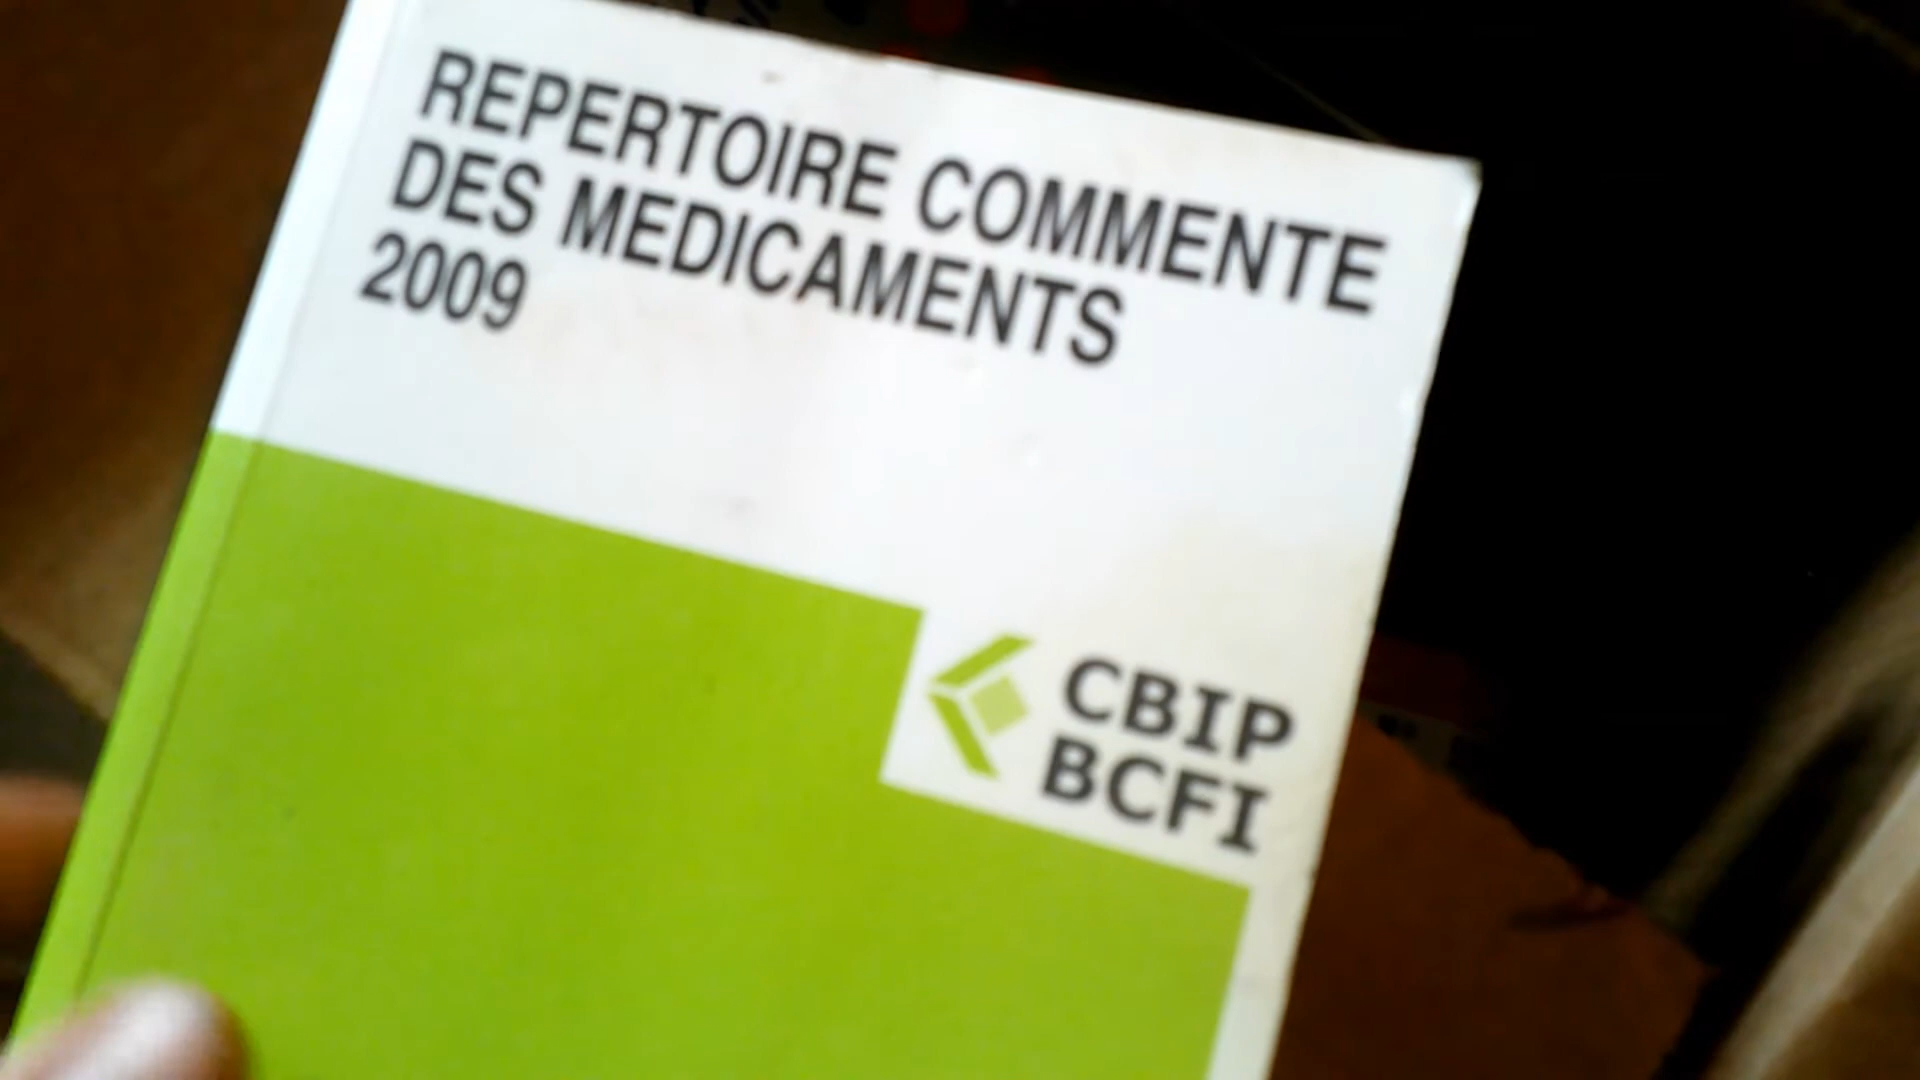 REPERTOIRE COMMENTE
DES MEDICAMENTS
2009
CBIP
BCFI